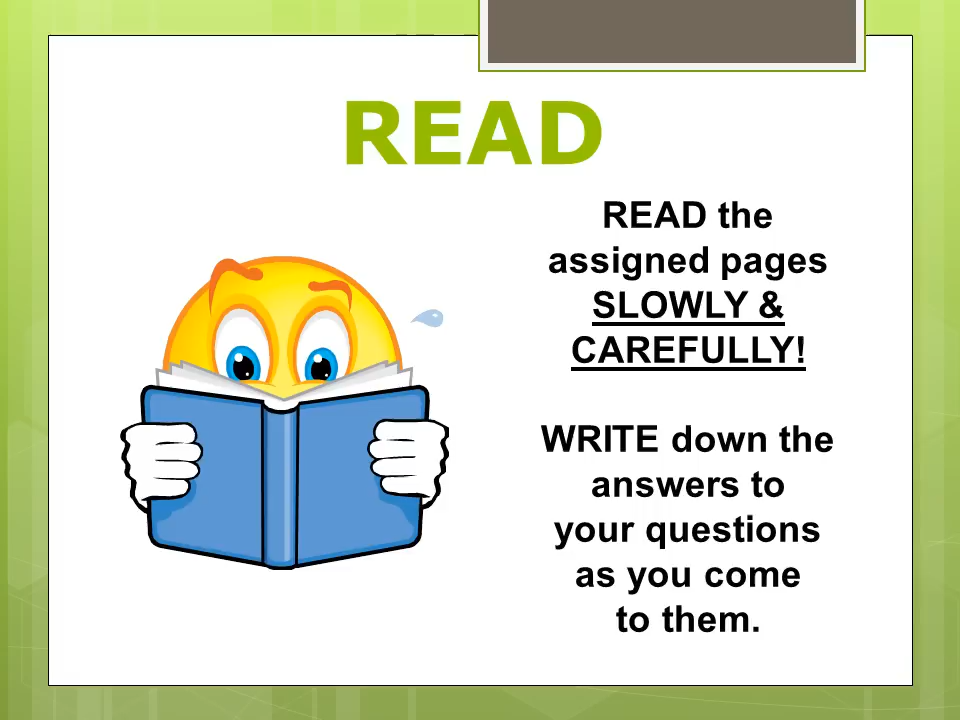 READ
READ the
assigned pages
SLOWLY &
CAREFULLY!
WRITE down the
answers to
your questions
as you come
to them.